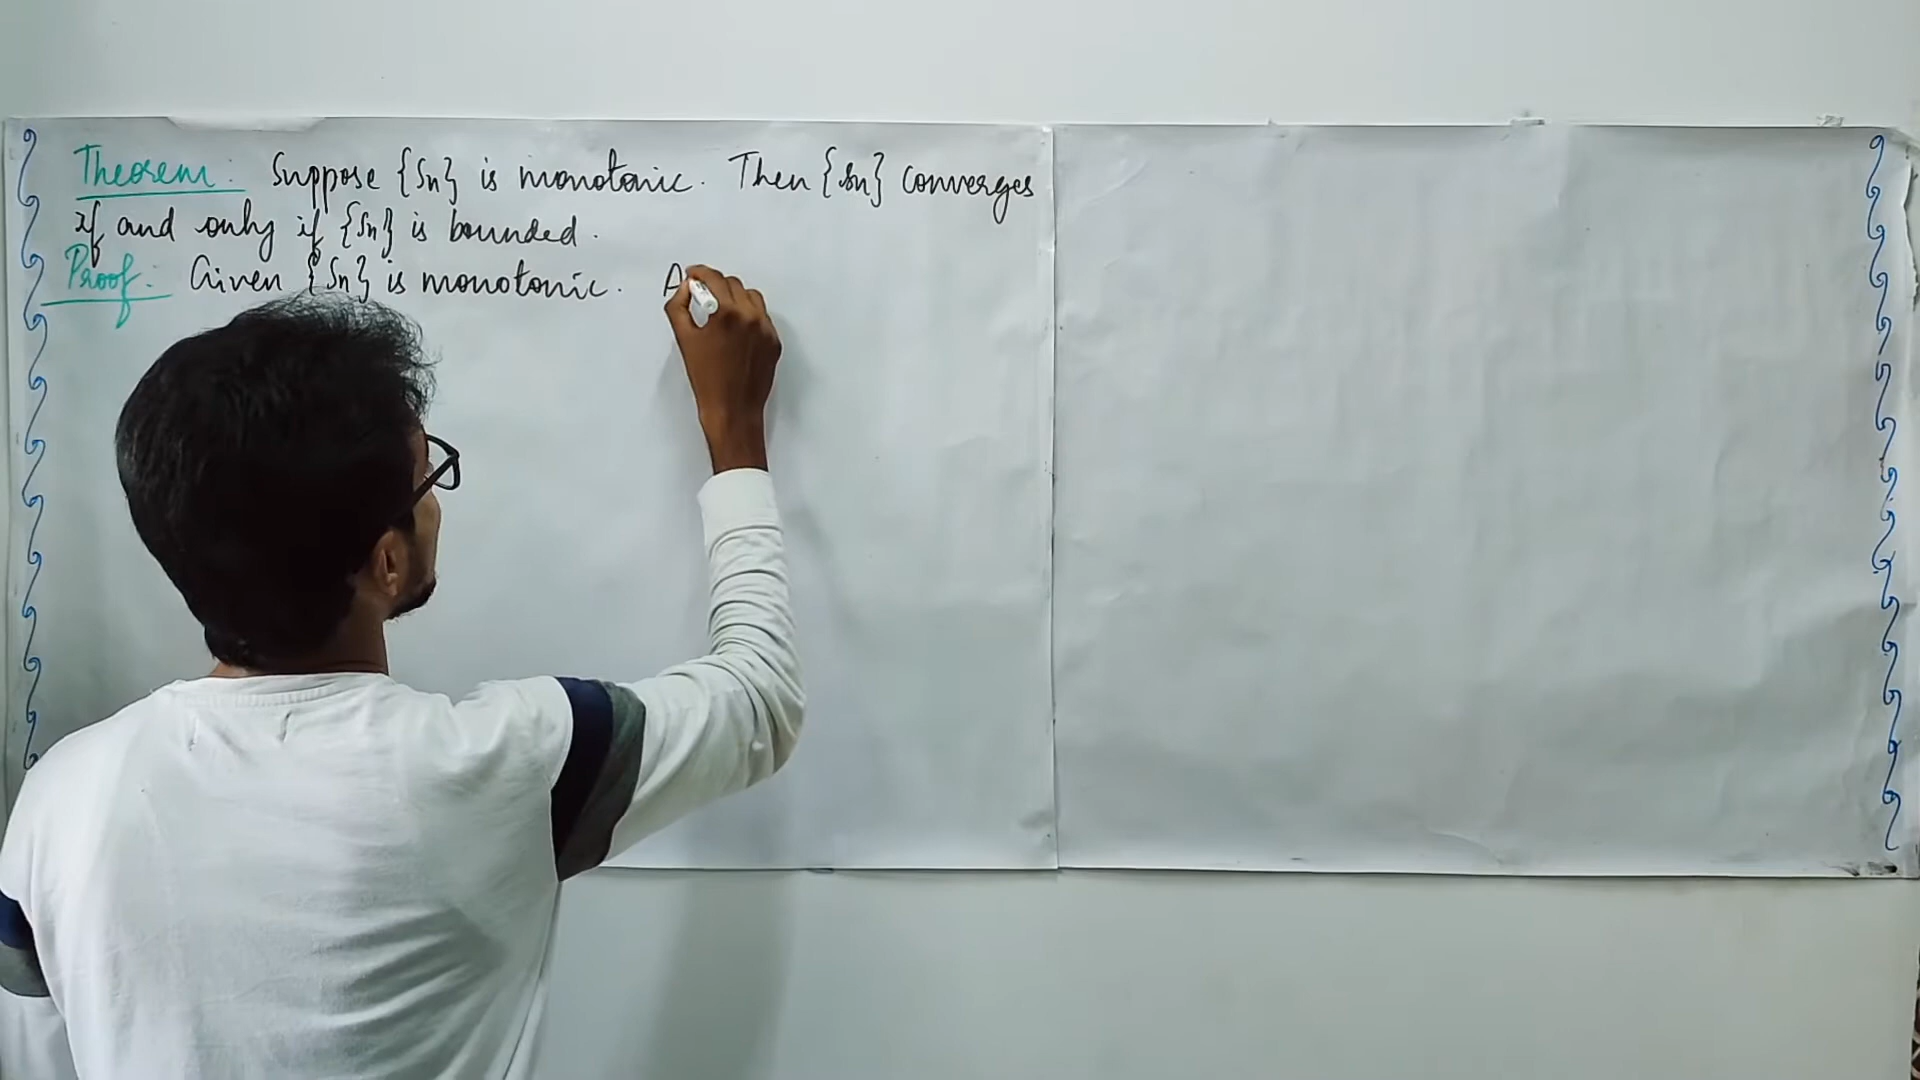 Theorem: Suppose {Sn} is monotonic. Then {Sn} converges
if and only if {Sn} is bounded.
Proof: Given {Sn} is monotonic. A